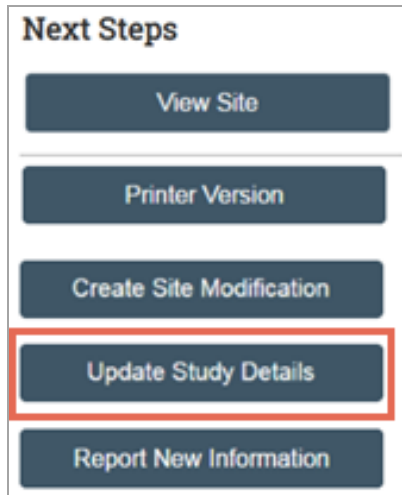 Next Steps
View Site
Printer Version
Create Site Modification
Update Study Details
Report New Information